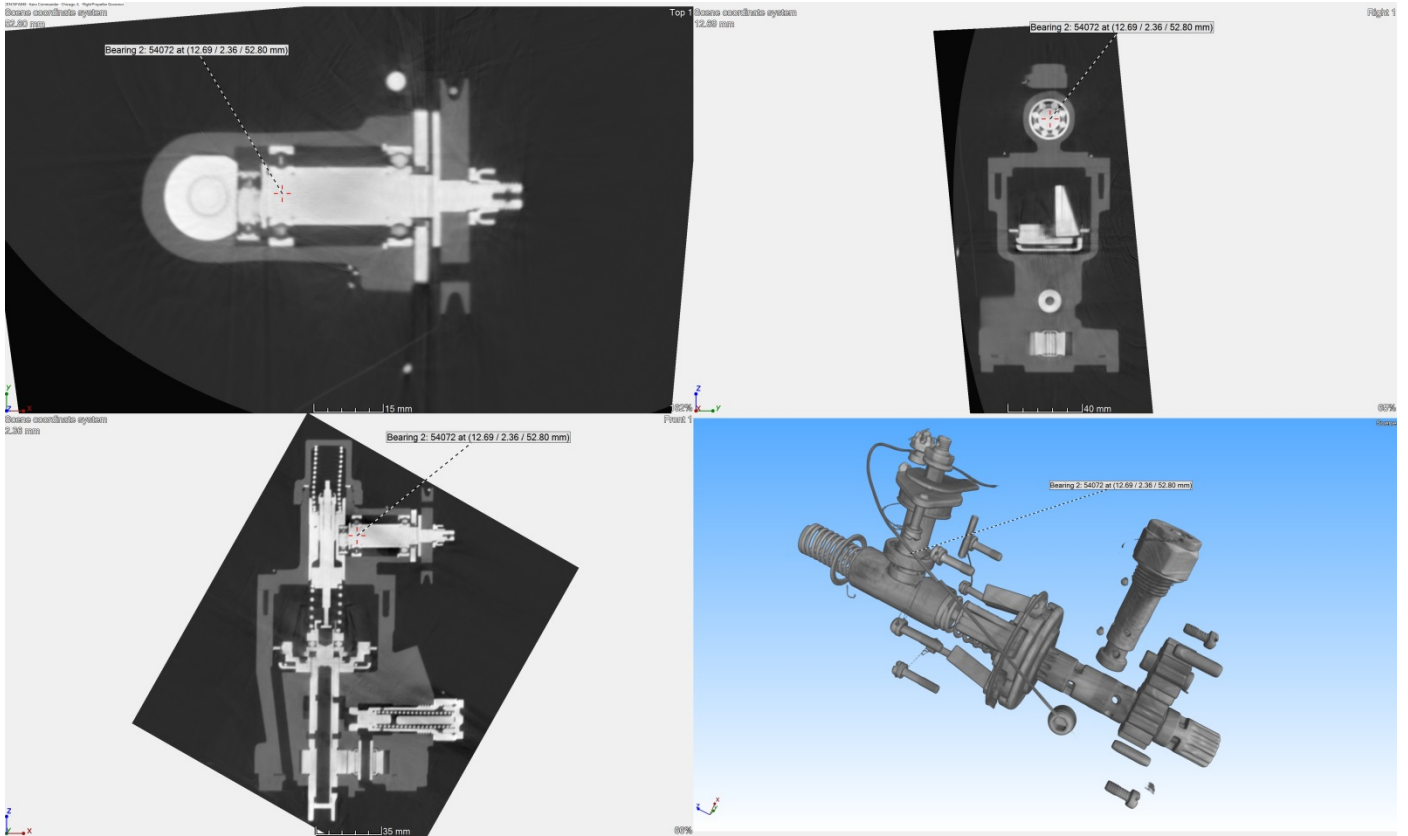 Scene coordinate system
52.80 mm
Top 1
Bearing 2: 54072 at (12.69 / 2.36 / 52.80 mm)
y
z
x
15 mm
Scene coordinate system
12.69 mm
Right 1
Bearing 2: 54072 at (12.69 / 2.36 / 52.80 mm)
z
x
y
40 mm
Scene coordinate system
2.36 mm
Front 1
Bearing 2: 54072 at (12.69 / 2.36 / 52.80 mm)
z
y
x
35 mm
Scene
Bearing 2: 54072 at (12.69 / 2.36 / 52.80 mm)
x
z
y